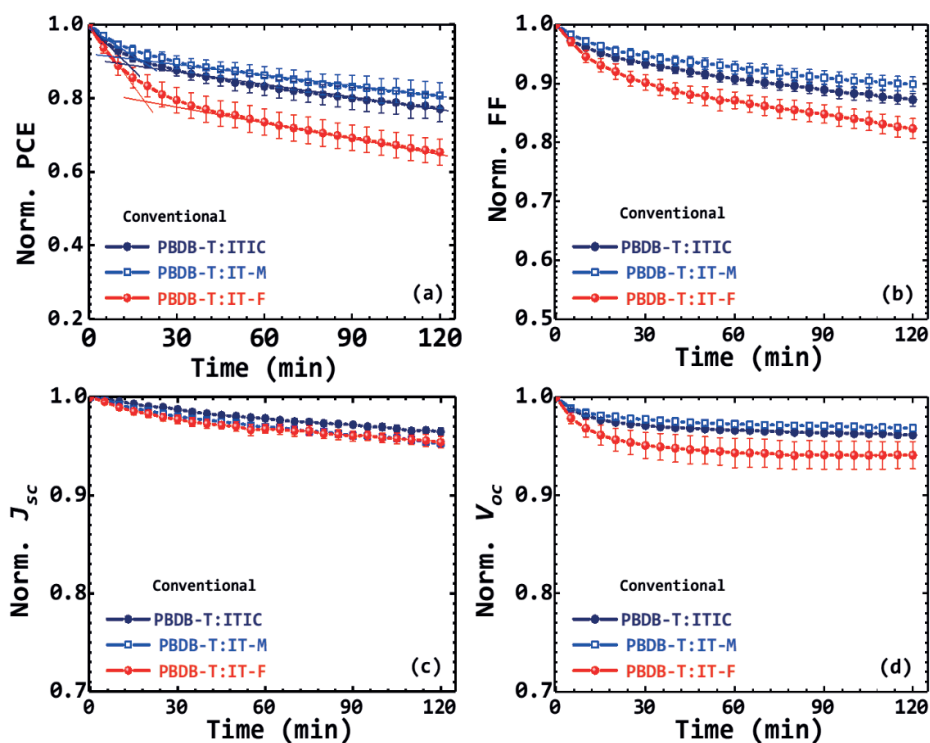 Norm. PCE
1.0
0.8
0.6
0.4
0.2
Conventional
PBDB-T:ITIC
PBDB-T:IT-M
PBDB-T:IT-F
(a)
0 30 60 90 120
Time (min)
Norm. FF
1.0
0.9
0.8
0.7
0.6
0.5
Conventional
PBDB-T:ITIC
PBDB-T:IT-M
PBDB-T:IT-F
(b)
0 30 60 90 120
Time (min)
Norm. Jsc
1.0
0.9
0.8
0.7
Conventional
PBDB-T:ITIC
PBDB-T:IT-M
PBDB-T:IT-F
(c)
0 30 60 90 120
Time (min)
Norm. Voc
1.0
0.9
0.8
0.7
Conventional
PBDB-T:ITIC
PBDB-T:IT-M
PBDB-T:IT-F
(d)
0 30 60 90 120
Time (min)